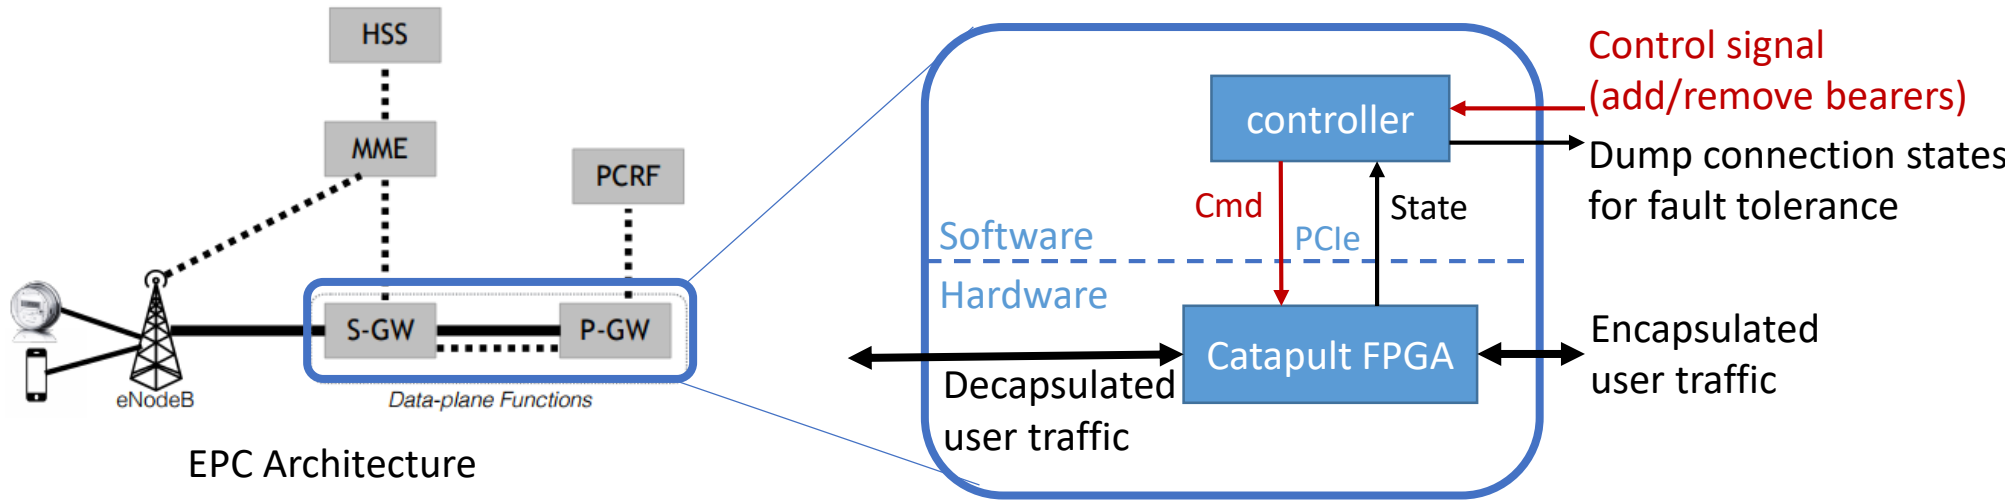 HSS
MME
PCRF
S-GW
P-GW
eNodeB
Data-plane Functions
EPC Architecture
controller
Control signal
(add/remove bearers)
Dump connection states
for fault tolerance
Cmd
State
Software
PCIe
Hardware
Catapult FPGA
Decapsulated
user traffic
Encapsulated
user traffic